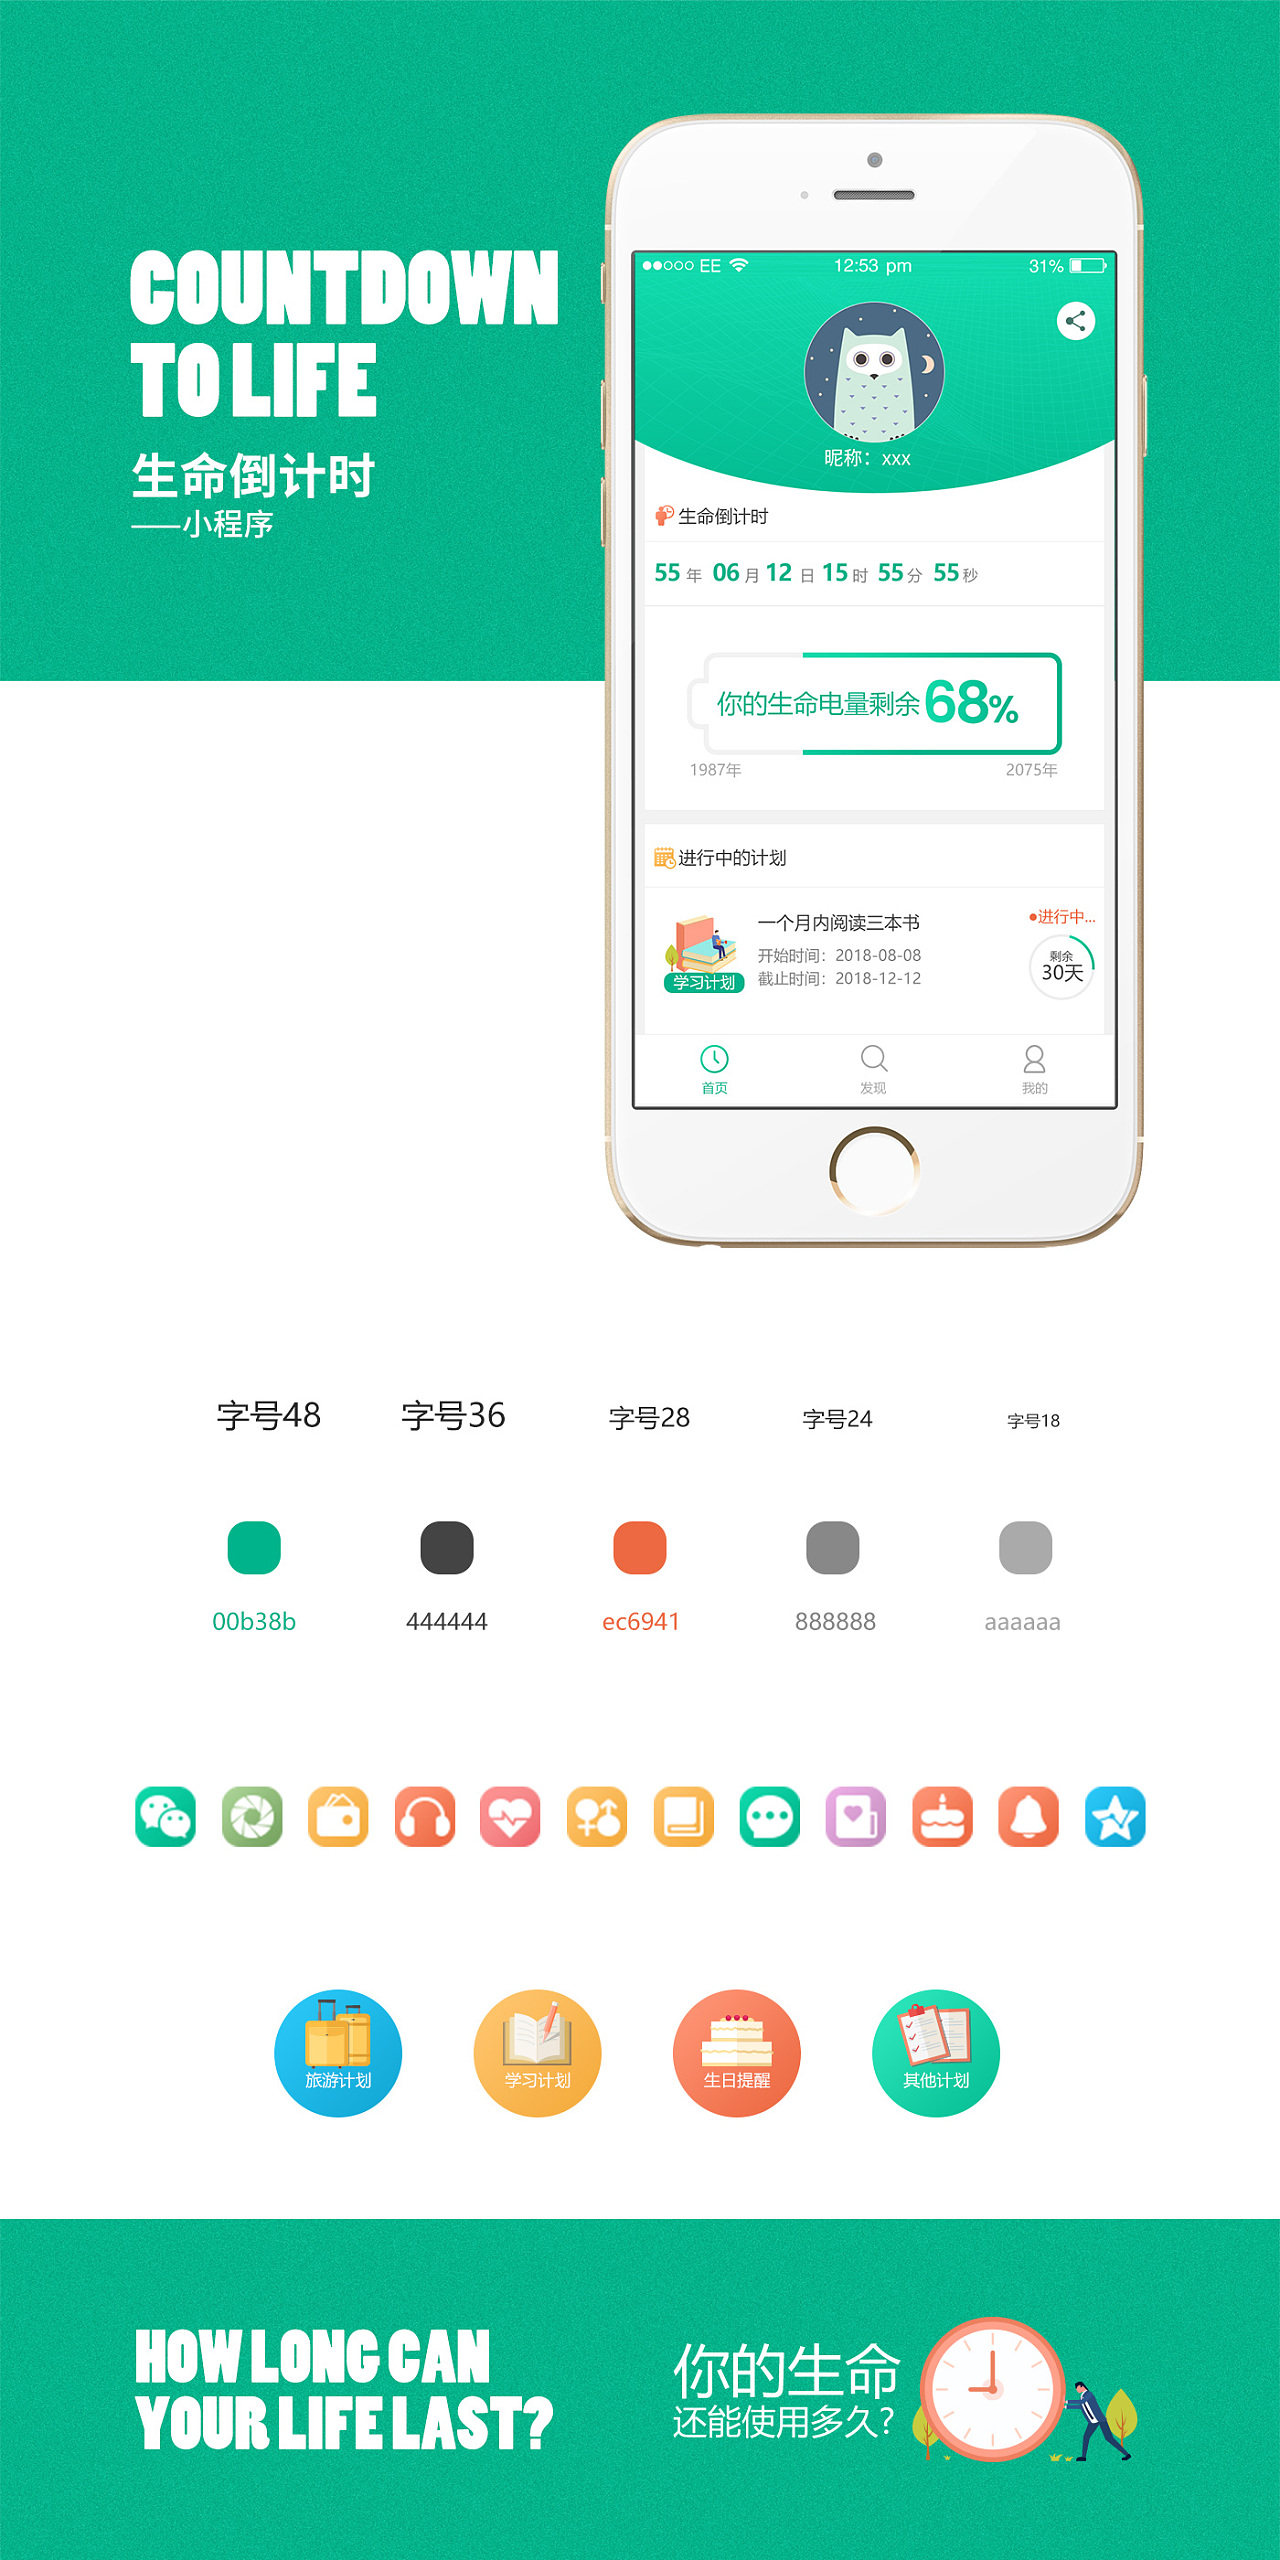 COUNTDOWN
TO LIFE
生命倒计时
——小程序
EE 12:53 pm 31%
昵称：xxx
生命倒计时
55 年 06 月 12 日 15 时 55 分 55 秒
你的生命电量剩余68%
1987年 2075年
进行中的计划
一个月内阅读三本书
进行中...
开始时间：2018-08-08
截止时间：2018-12-12
学习计划
剩余
30天
首页 发现 我的
字号48 字号36 字号28 字号24 字号18
00b38b 444444 ec6941 888888 aaaaaa
旅游计划 学习计划 生日提醒 其他计划
HOW LONG CAN
YOUR LIFE LAST?
你的生命
还能使用多久?